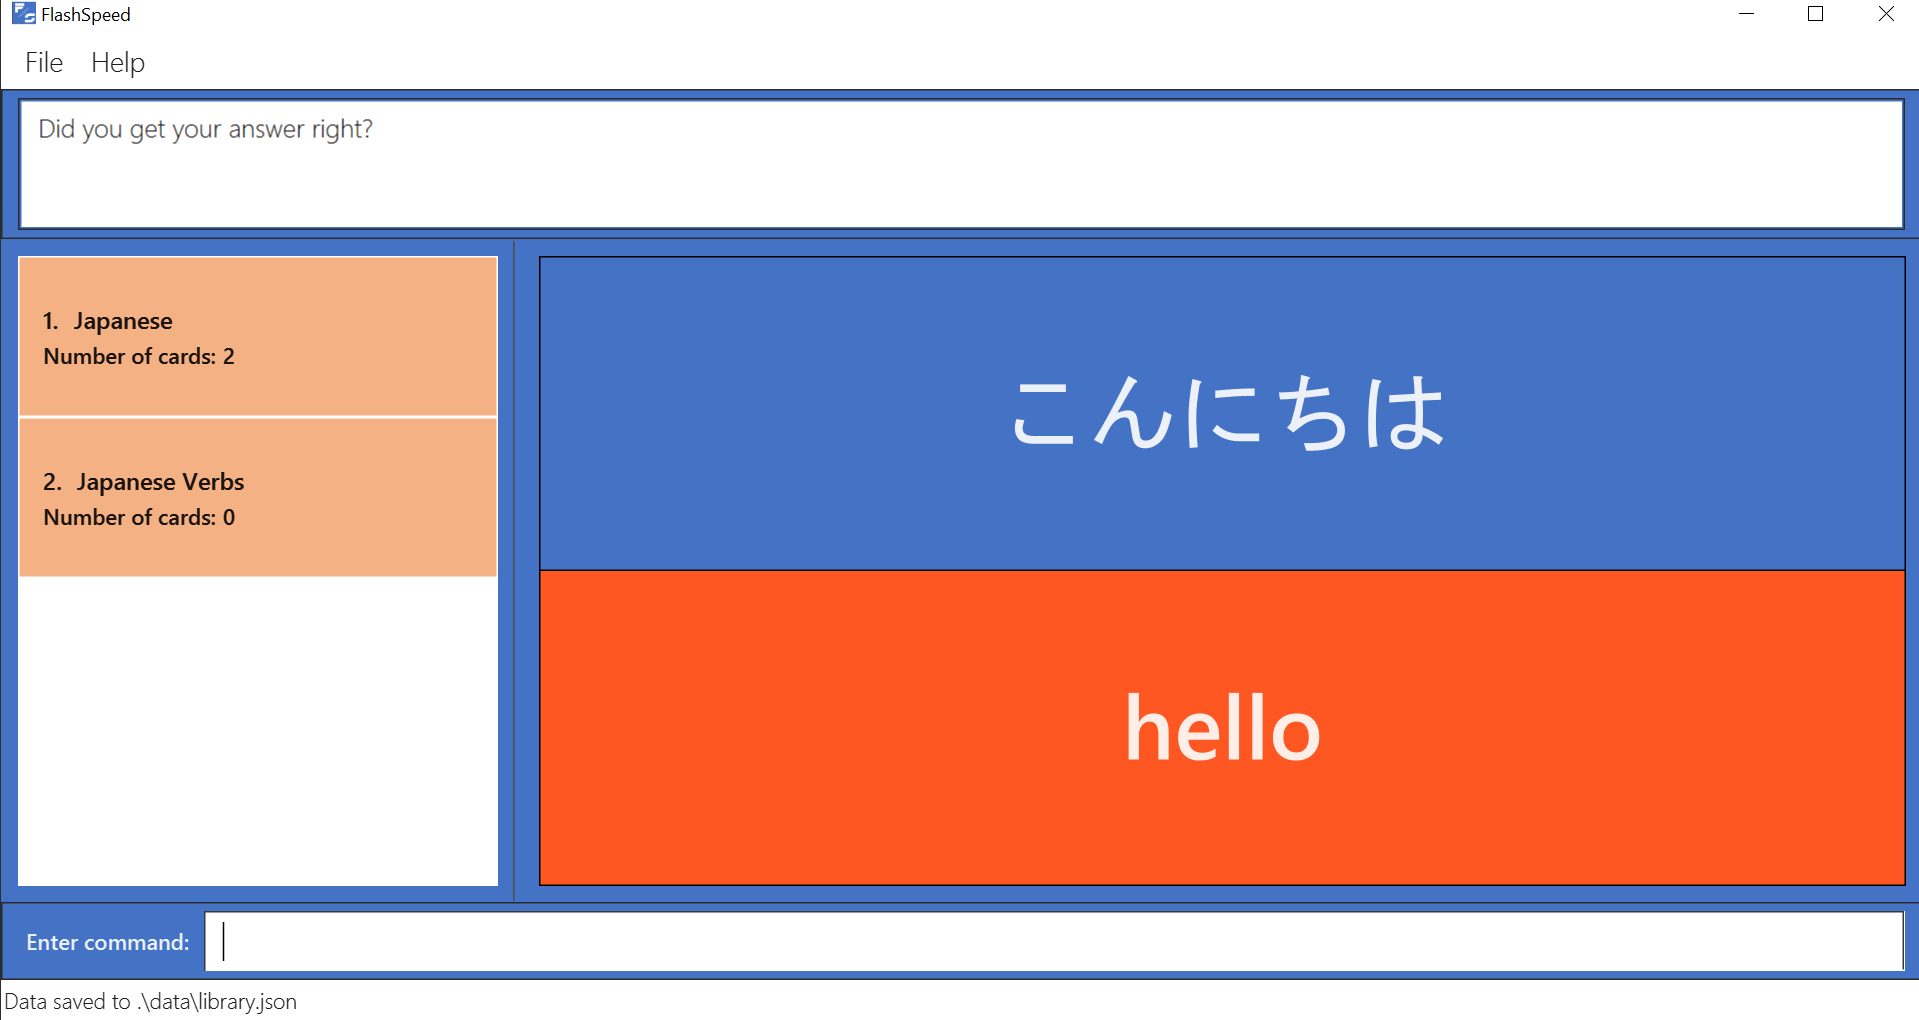 FlashSpeed
File Help
Did you get your answer right?
1. Japanese
Number of cards: 2
2. Japanese Verbs
Number of cards: 0
こんにちは
hello
Enter command:
Data saved to .\data\library.json